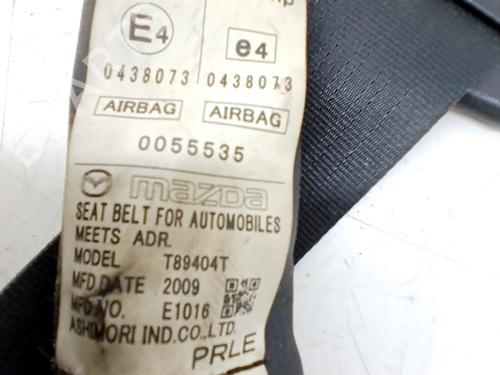 E4 e4
0438073 0438073
AIRBAG AIRBAG
0055535
mazda
SEAT BELT FOR AUTOMOBILES
MEETS ADR.
MODEL T89404T
MFD.DATE 2009
MFD.NO. E1016
ASHIMORI IND.CO.,LTD.
PRLE